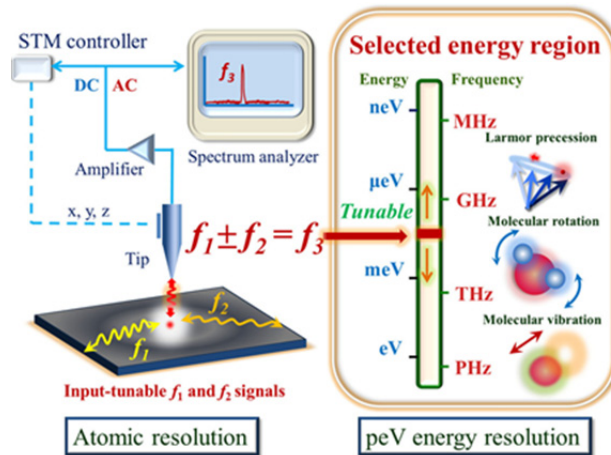 STM controller
DC AC
f3
Spectrum analyzer
Amplifier
x, y, z
Tip
f1±f2=f3
f1
f2
Input-tunable f1 and f2 signals
Atomic resolution
Selected energy region
Energy Frequency
neV
MHz
Larmor precession
μeV
GHz
Tunable
Molecular rotation
meV
THz
Molecular vibration
eV
PHz
peV energy resolution